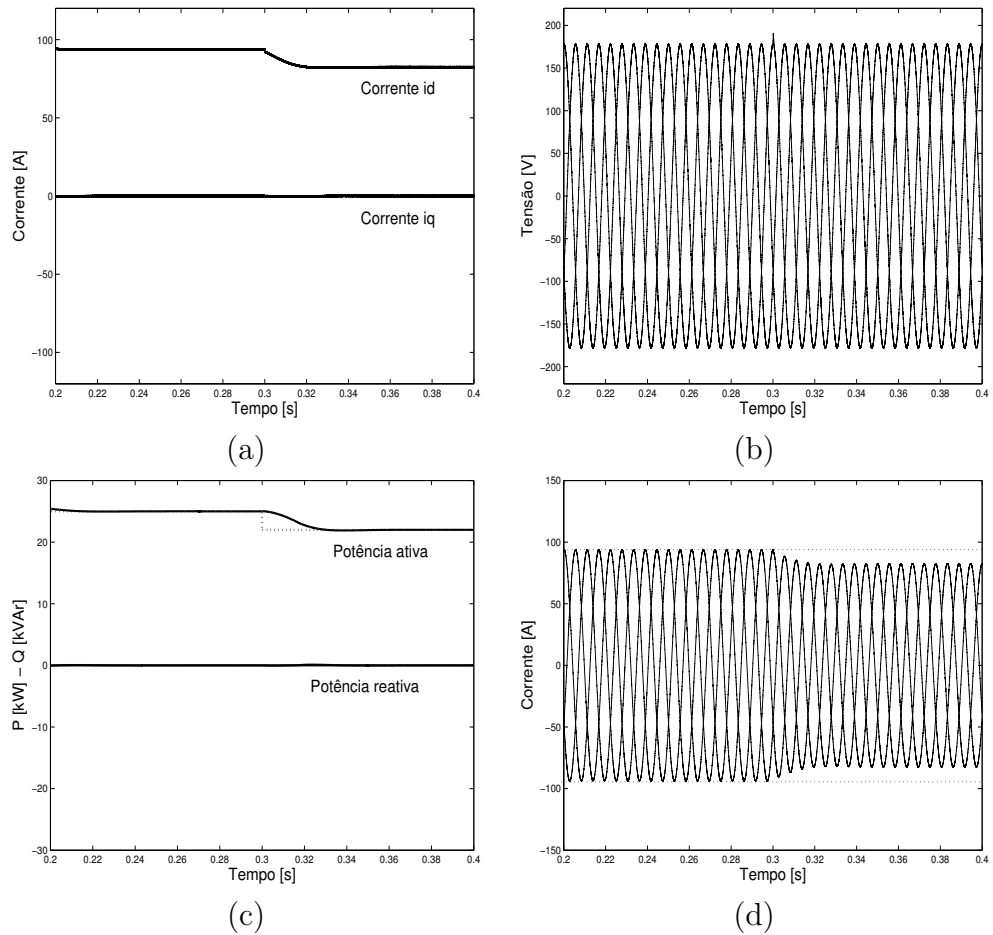 100
50
0
−50
−100
Corrente [A]
Corrente id
Corrente iq
0.2 0.22 0.24 0.26 0.28 0.3 0.32 0.34 0.36 0.38 0.4
Tempo [s]
(a)
200
150
100
50
0
−50
−100
−150
−200
Tensão [V]
0.2 0.22 0.24 0.26 0.28 0.3 0.32 0.34 0.36 0.38 0.4
Tempo [s]
(b)
30
20
10
0
−10
−20
−30
P [kW] − Q [kVAr]
Potência ativa
Potência reativa
0.2 0.22 0.24 0.26 0.28 0.3 0.32 0.34 0.36 0.38 0.4
Tempo [s]
(c)
150
100
50
0
−50
−100
−150
Corrente [A]
0.2 0.22 0.24 0.26 0.28 0.3 0.32 0.34 0.36 0.38 0.4
Tempo [s]
(d)